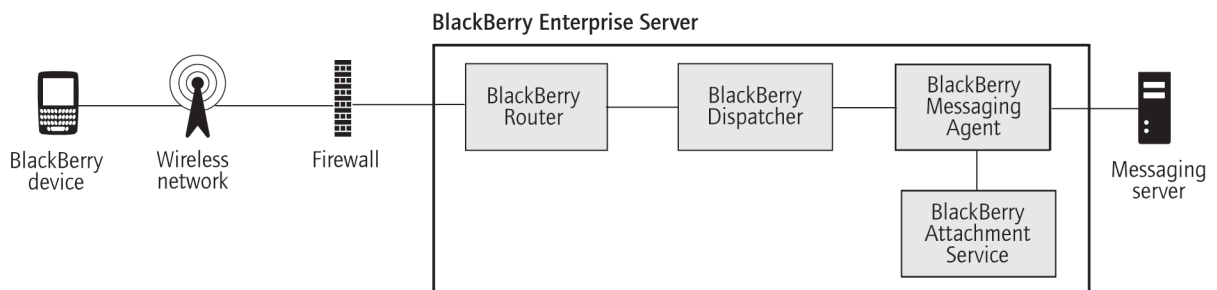 BlackBerry Enterprise Server
BlackBerry
device
Wireless
network
Firewall
BlackBerry
Router
BlackBerry
Dispatcher
BlackBerry
Messaging
Agent
BlackBerry
Attachment
Service
Messaging
server